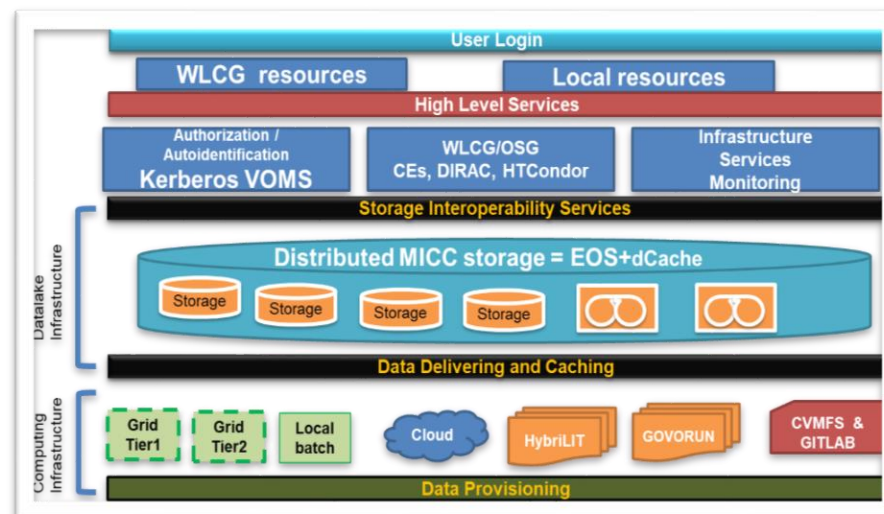 User Login
WLCG resources
Local resources
High Level Services
Authorization /
Autoidentification
Kerberos VOMS
WLCG/OSG
CEs, DIRAC, HTCondor
Infrastructure
Services
Monitoring
Storage Interoperability Services
Datalake
Infrastructure
Distributed MICC storage = EOS+dCache
Storage
Storage
Storage
Storage
Data Delivering and Caching
Computing
Infrastructure
Grid
Tier1
Grid
Tier2
Local
batch
Cloud
HybriLIT
GOVORUN
CVMFS &
GITLAB
Data Provisioning